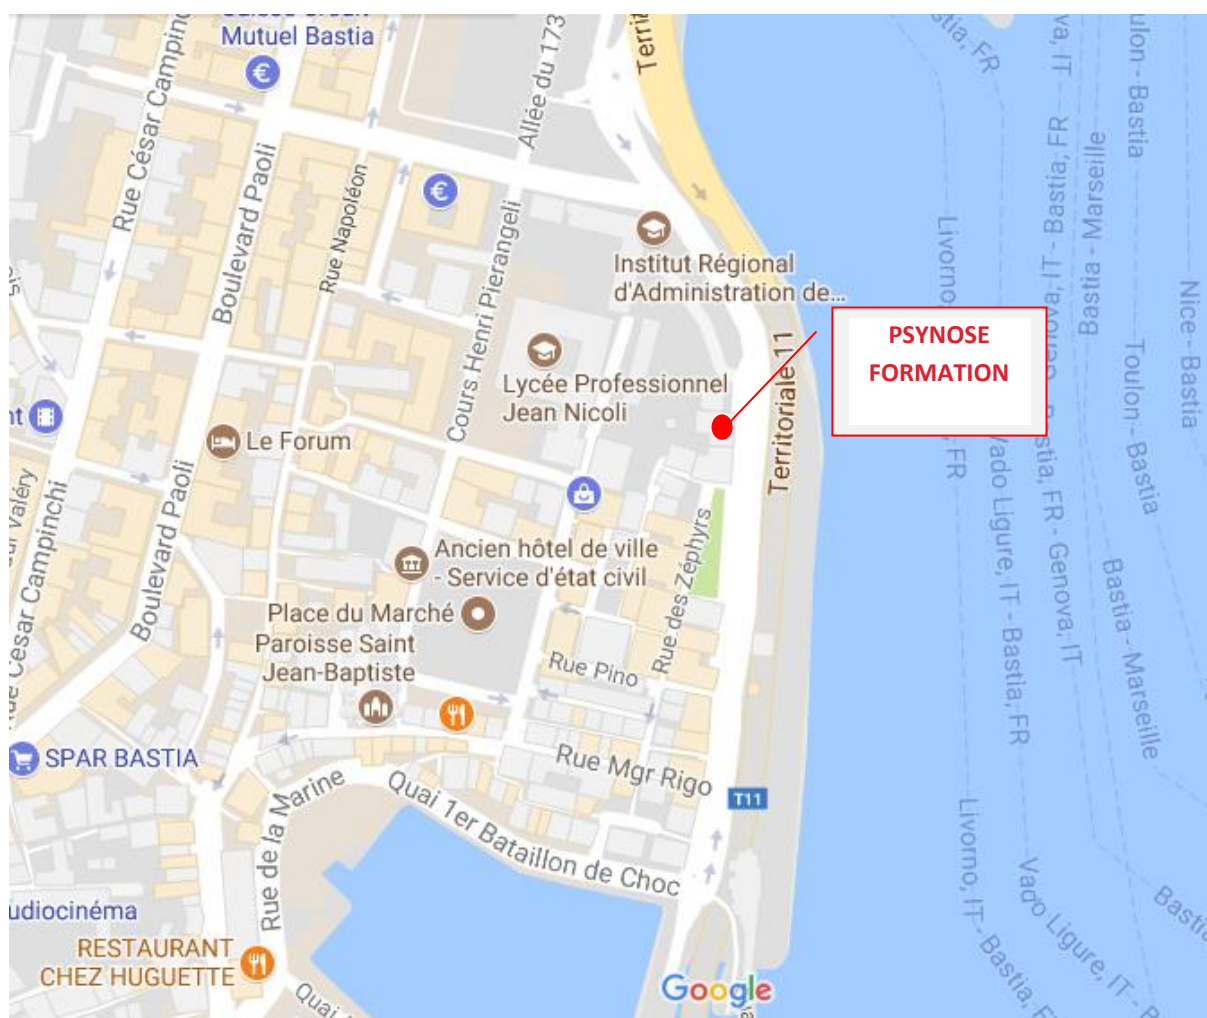 Mutuel Bastia
Rue César Campinchi
Boulevard Paoli
Rue Napoléon
Allée du 173
Cours Henri Pierangeli
Institut Régional
d'Administration de...
Lycée Professionnel
Jean Nicoli
Territoriale 11
PSYNOSE
FORMATION
Le Forum
Boulevard Paoli
Rue César Campinchi
Ancien hôtel de ville
- Service d'état civil
Place du Marché
Paroisse Saint
Jean-Baptiste
Rue des Zéphyrs
Rue Pino
Rue Mgr Rigo
SPAR BASTIA
Rue de la Marine
Quai 1er Bataillon de Choc
T11
udiocinéma
RESTAURANT
CHEZ HUGUETTE
Quai
Google
Bastia, FR
Toulon - Bastia
Bastia - Marseille
Nice - Bastia
Toulon - Bastia
Livorno
Vado Ligure, IT - Bastia, FR
Bastia, FR - Genova, IT
Bastia - Marseille
Livorno, IT - Bastia, F
Vado Ligure, IT -
Bastia